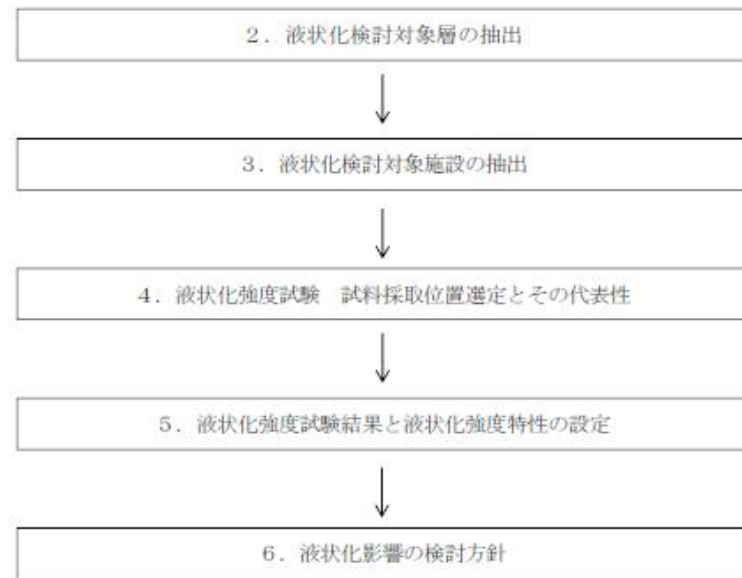 ２．液状化検討対象層の抽出
３．液状化検討対象施設の抽出
４．液状化強度試験　試料採取位置選定とその代表性
５．液状化強度試験結果と液状化強度特性の設定
６．液状化影響の検討方針